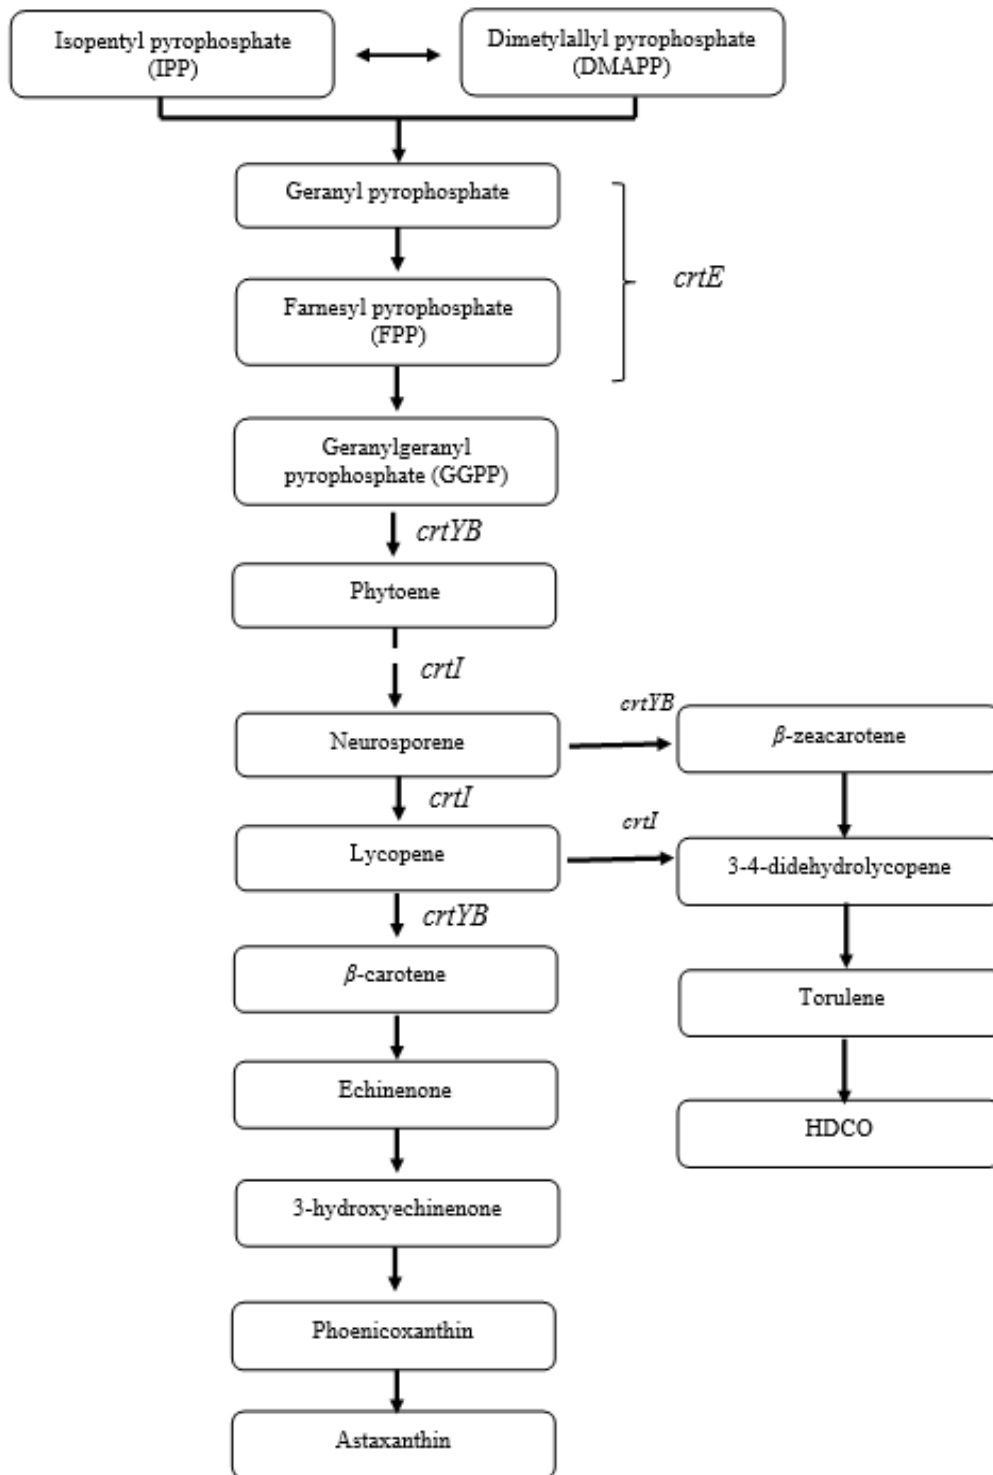 Isopentyl pyrophosphate
(IPP)
Dimetylallyl pyrophosphate
(DMAPP)
Geranyl pyrophosphate
crtE
Farnesyl pyrophosphate
(FPP)
Geranylgeranyl
pyrophosphate (GGPP)
crtYB
Phytoene
crtI
Neurosporene
crtYB
β-zeacarotene
crtI
Lycopene
crtI
3-4-didehydrolycopene
crtYB
β-carotene
Torulene
Echinenone
HDCO
3-hydroxyechinenone
Phoenicoxanthin
Astaxanthin